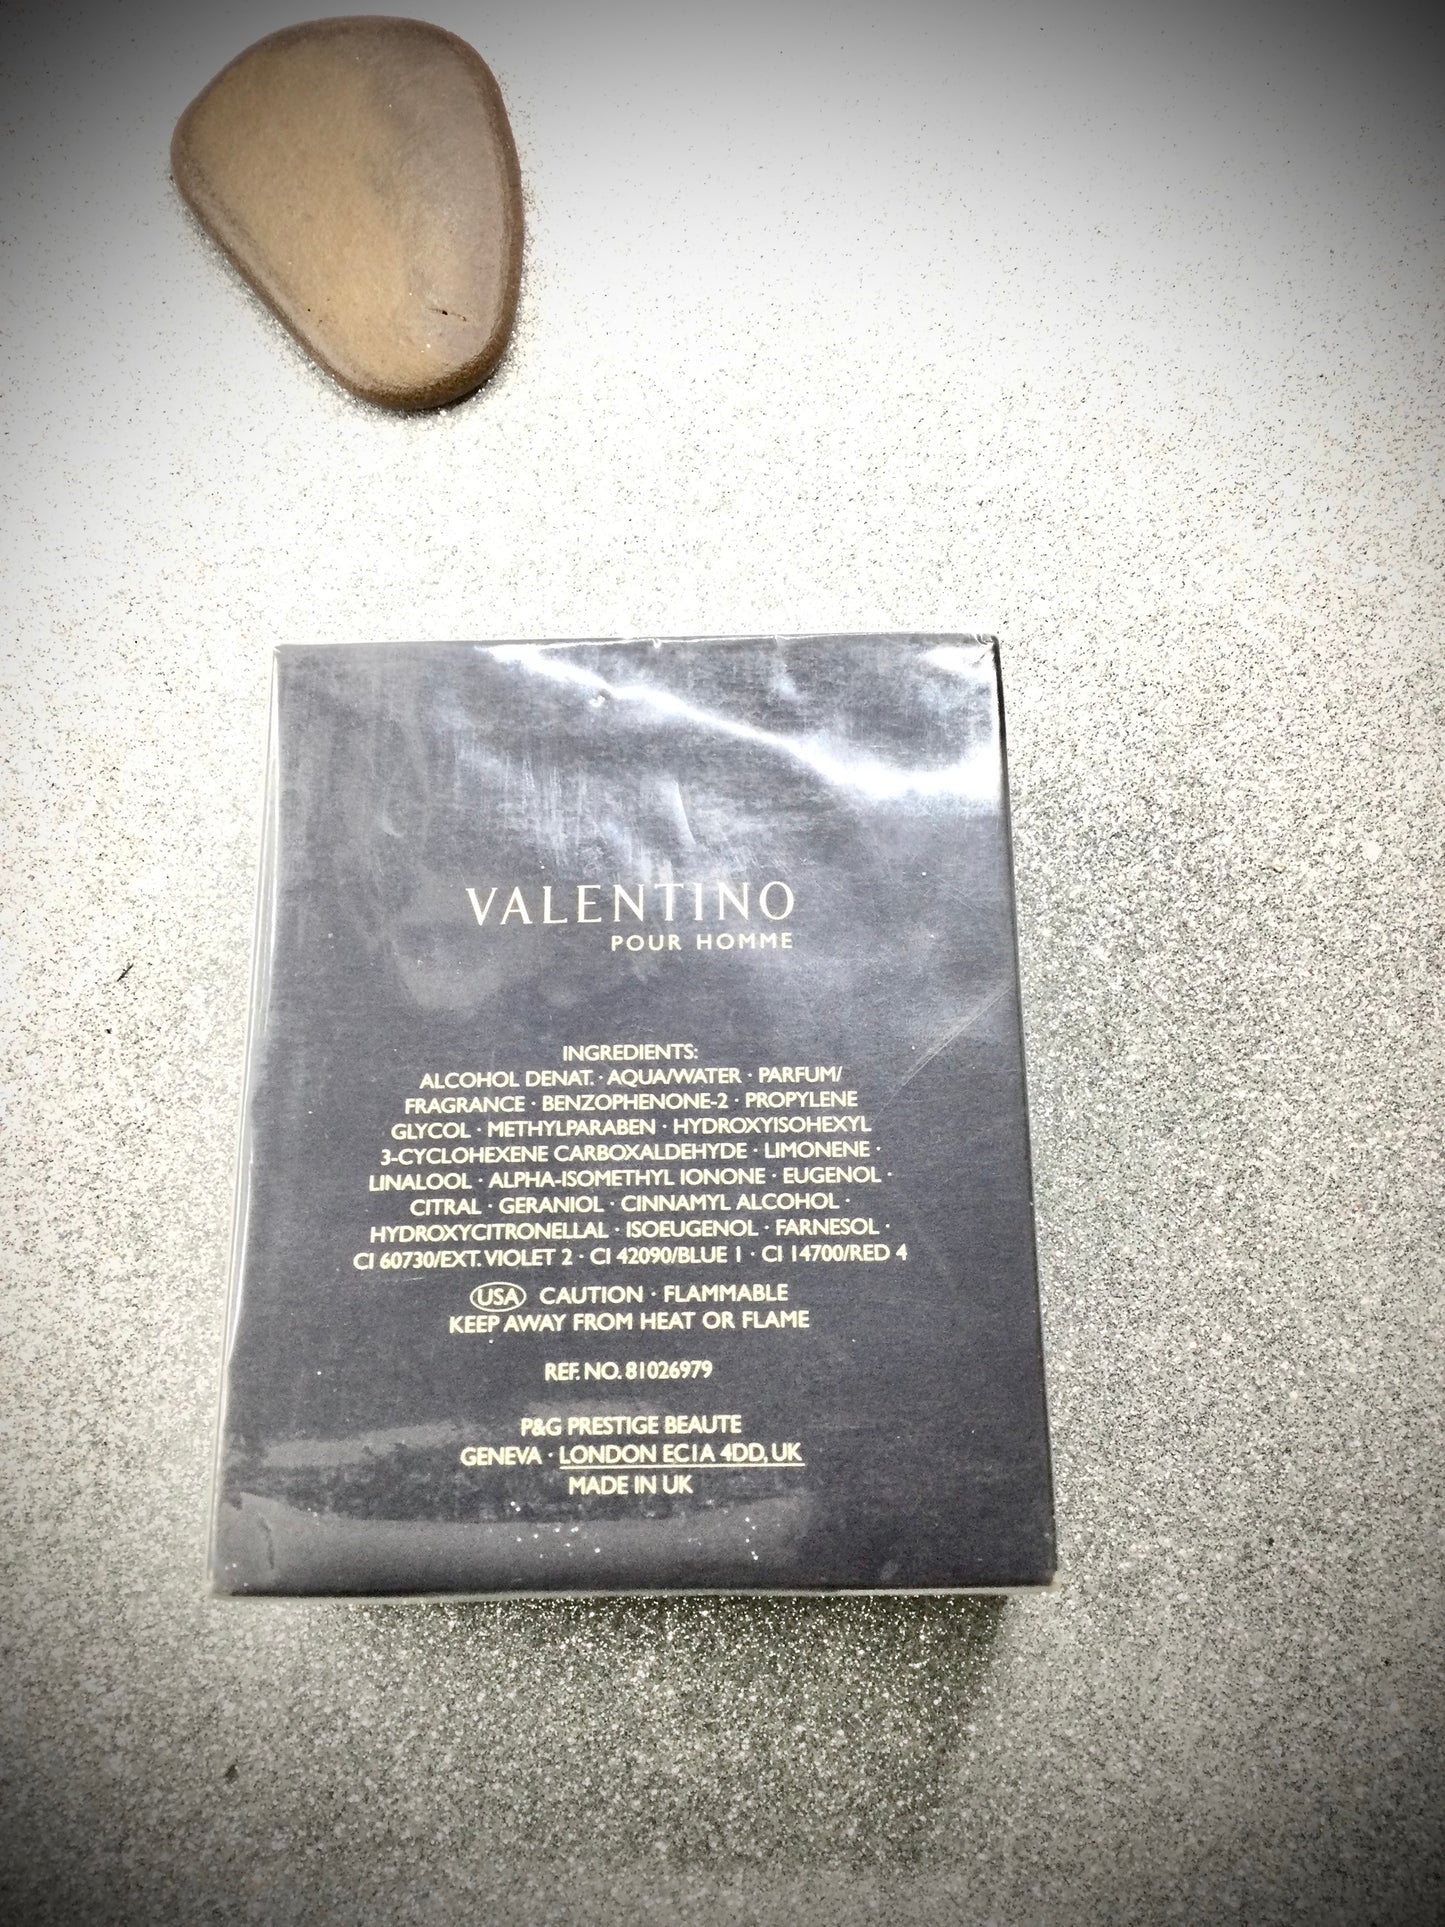 VALENTINO
POUR HOMME
INGREDIENTS:
ALCOHOL DENAT. · AQUA/WATER · PARFUM/
FRAGRANCE · BENZOPHENONE-2 · PROPYLENE
GLYCOL · METHYLPARABEN · HYDROXYISOHEXYL
3-CYCLOHEXENE CARBOXALDEHYDE · LIMONENE ·
LINALOOL · ALPHA-ISOMETHYL IONONE · EUGENOL ·
CITRAL · GERANIOL · CINNAMYL ALCOHOL ·
HYDROXYCITRONELLAL · ISOEUGENOL · FARNESOL ·
CI 60730/EXT. VIOLET 2 · CI 42090/BLUE 1 · CI 14700/RED 4
USA CAUTION · FLAMMABLE
KEEP AWAY FROM HEAT OR FLAME
REF. NO. 81026979
P&G PRESTIGE BEAUTE
GENEVA · LONDON EC1A 4DD, UK
MADE IN UK